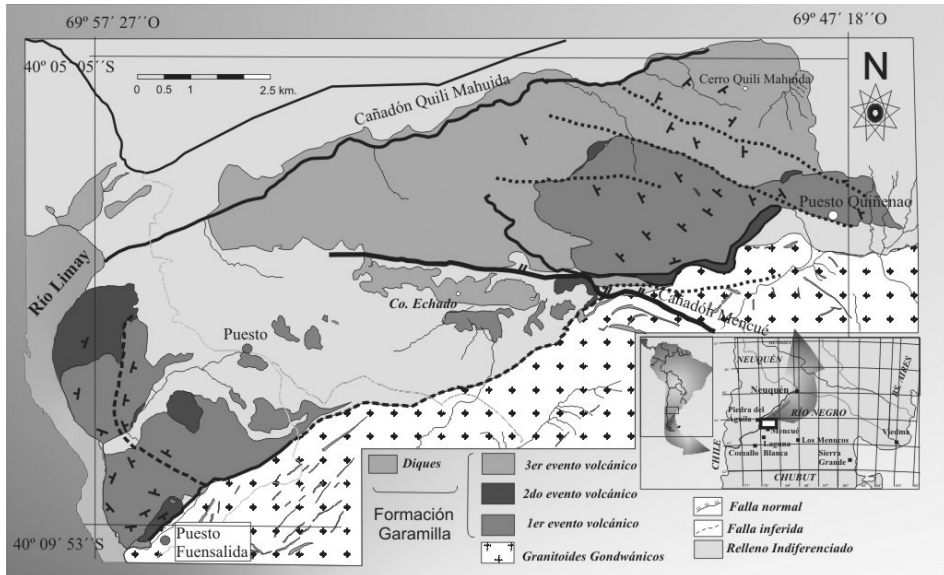 69º 57´ 27´´O
69º 47´ 18´´O
40º 05´ 05´´S
0 0.5 1 2.5 km.
N
Cañadón Quili Mahuida
Cerro Quili Mahuida
Puesto Quiñenao
Río Limay
Co. Echado
Cañadón Mencué
Puesto
40º 09´ 53´´S
Puesto
Fuensalida
NEUQUÉN
Neuquén
BS. AIRES
Piedra del
Águila
RÍO NEGRO
Mencué
Viedma
Comallo
Laguna
Blanca
Los Menucos
Sierra
Grande
CHILE
CHUBUT
Diques
Formación
Garamilla
3er evento volcánico
2do evento volcánico
1er evento volcánico
Granitoides Gondwánicos
Falla normal
Falla inferida
Relleno Indiferenciado